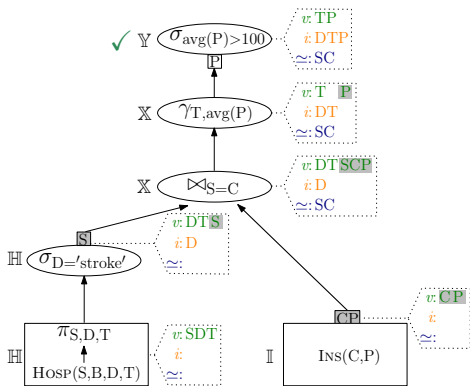 ✓ 𝕐 σavg(P)>100
v: TP
i: DTP
≃: SC
P
𝕏 γT,avg(P)
v: T P
i: DT
≃: SC
𝕏 ⋈S=C
v: DT SCP
i: D
≃: SC
S
v: DT S
i: D
≃:
ℍ σD='stroke'
CP
v: CP
i:
≃:
ℍ πS,D,T
HOSP(S,B,D,T)
v: SDT
i:
≃:
𝕀 INS(C,P)